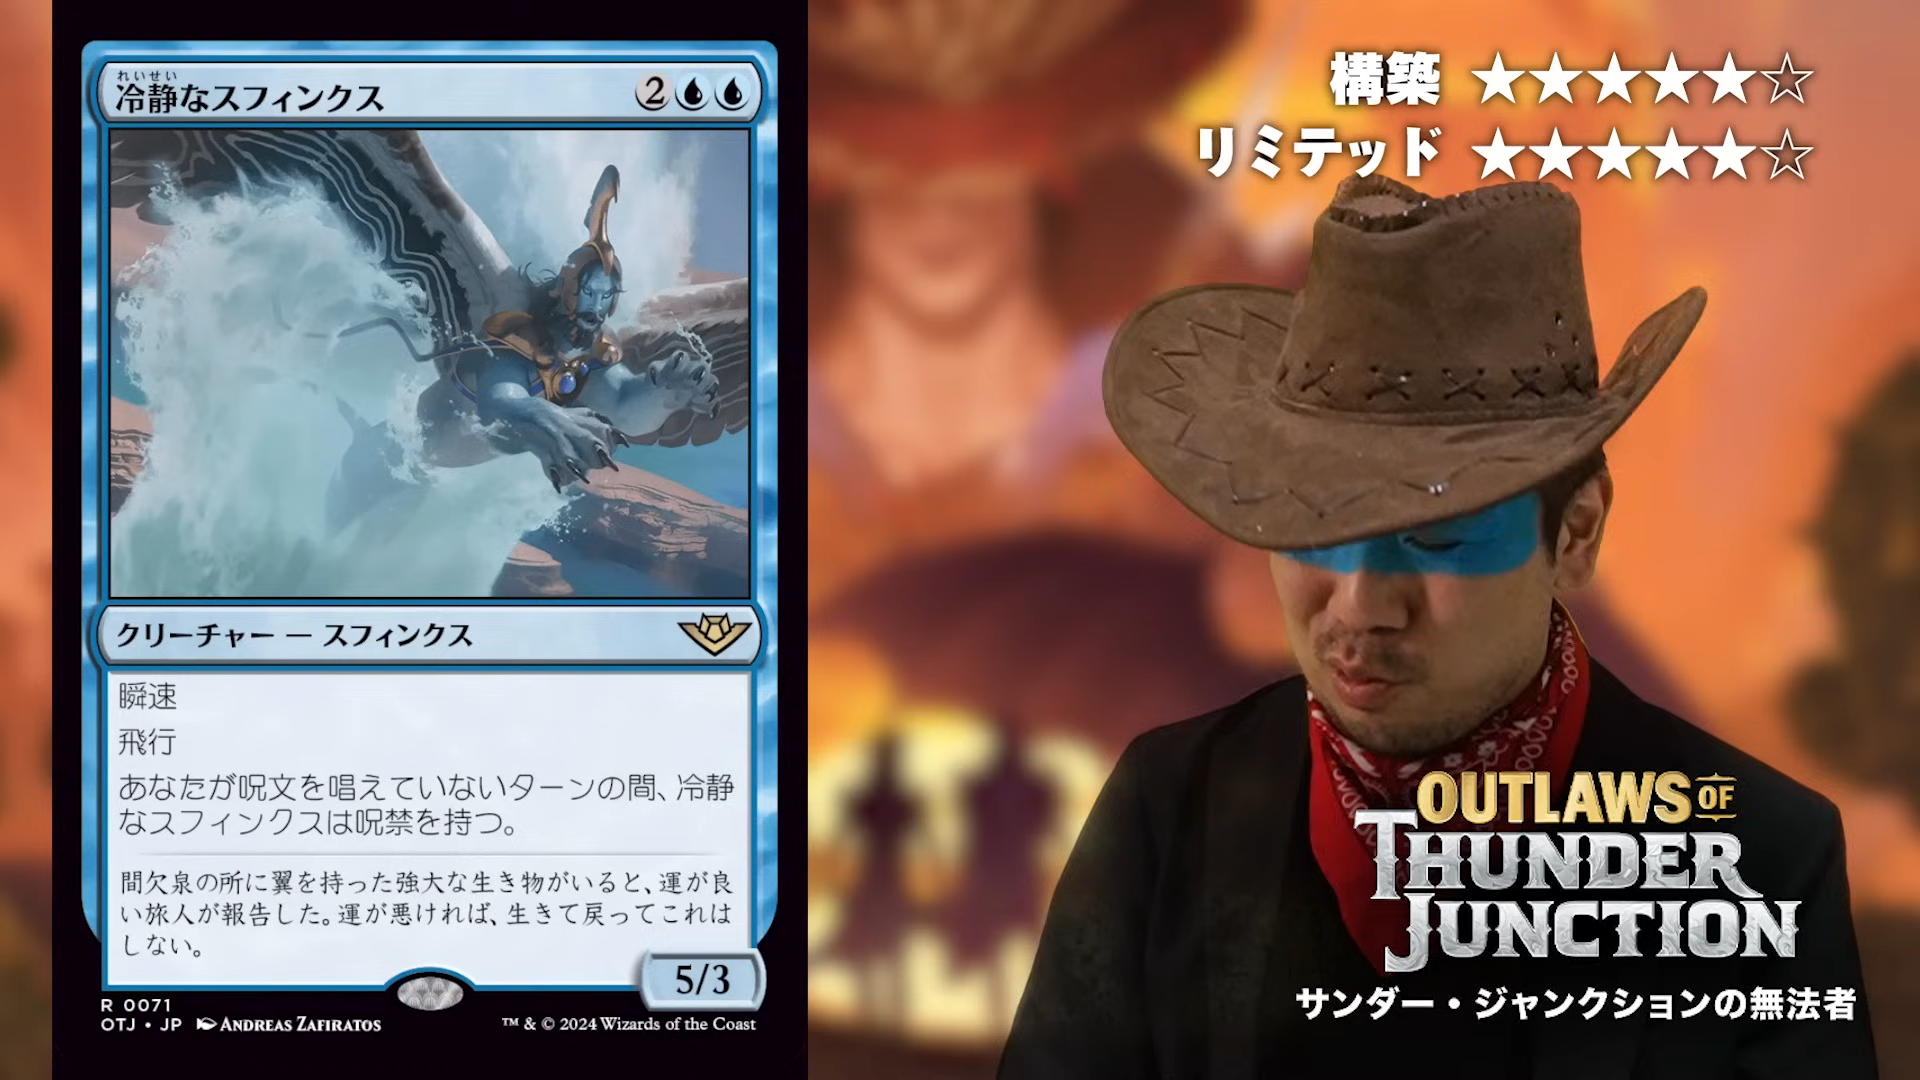 れいせい
冷静なスフィンクス 2
クリーチャー — スフィンクス
瞬速
飛行
あなたが呪文を唱えていないターンの間、冷静
なスフィンクスは呪禁を持つ。
間欠泉の所に翼を持った強大な生き物がいると、運が良
い旅人が報告した。運が悪ければ、生きて戻ってこれは
しない。
5/3
R 0071
OTJ • JP ANDREAS ZAFIRATOS
™ & © 2024 Wizards of the Coast
構築 ★★★★★☆
リミテッド ★★★★★☆
OUTLAWS OF
THUNDER
JUNCTION
サンダー・ジャンクションの無法者